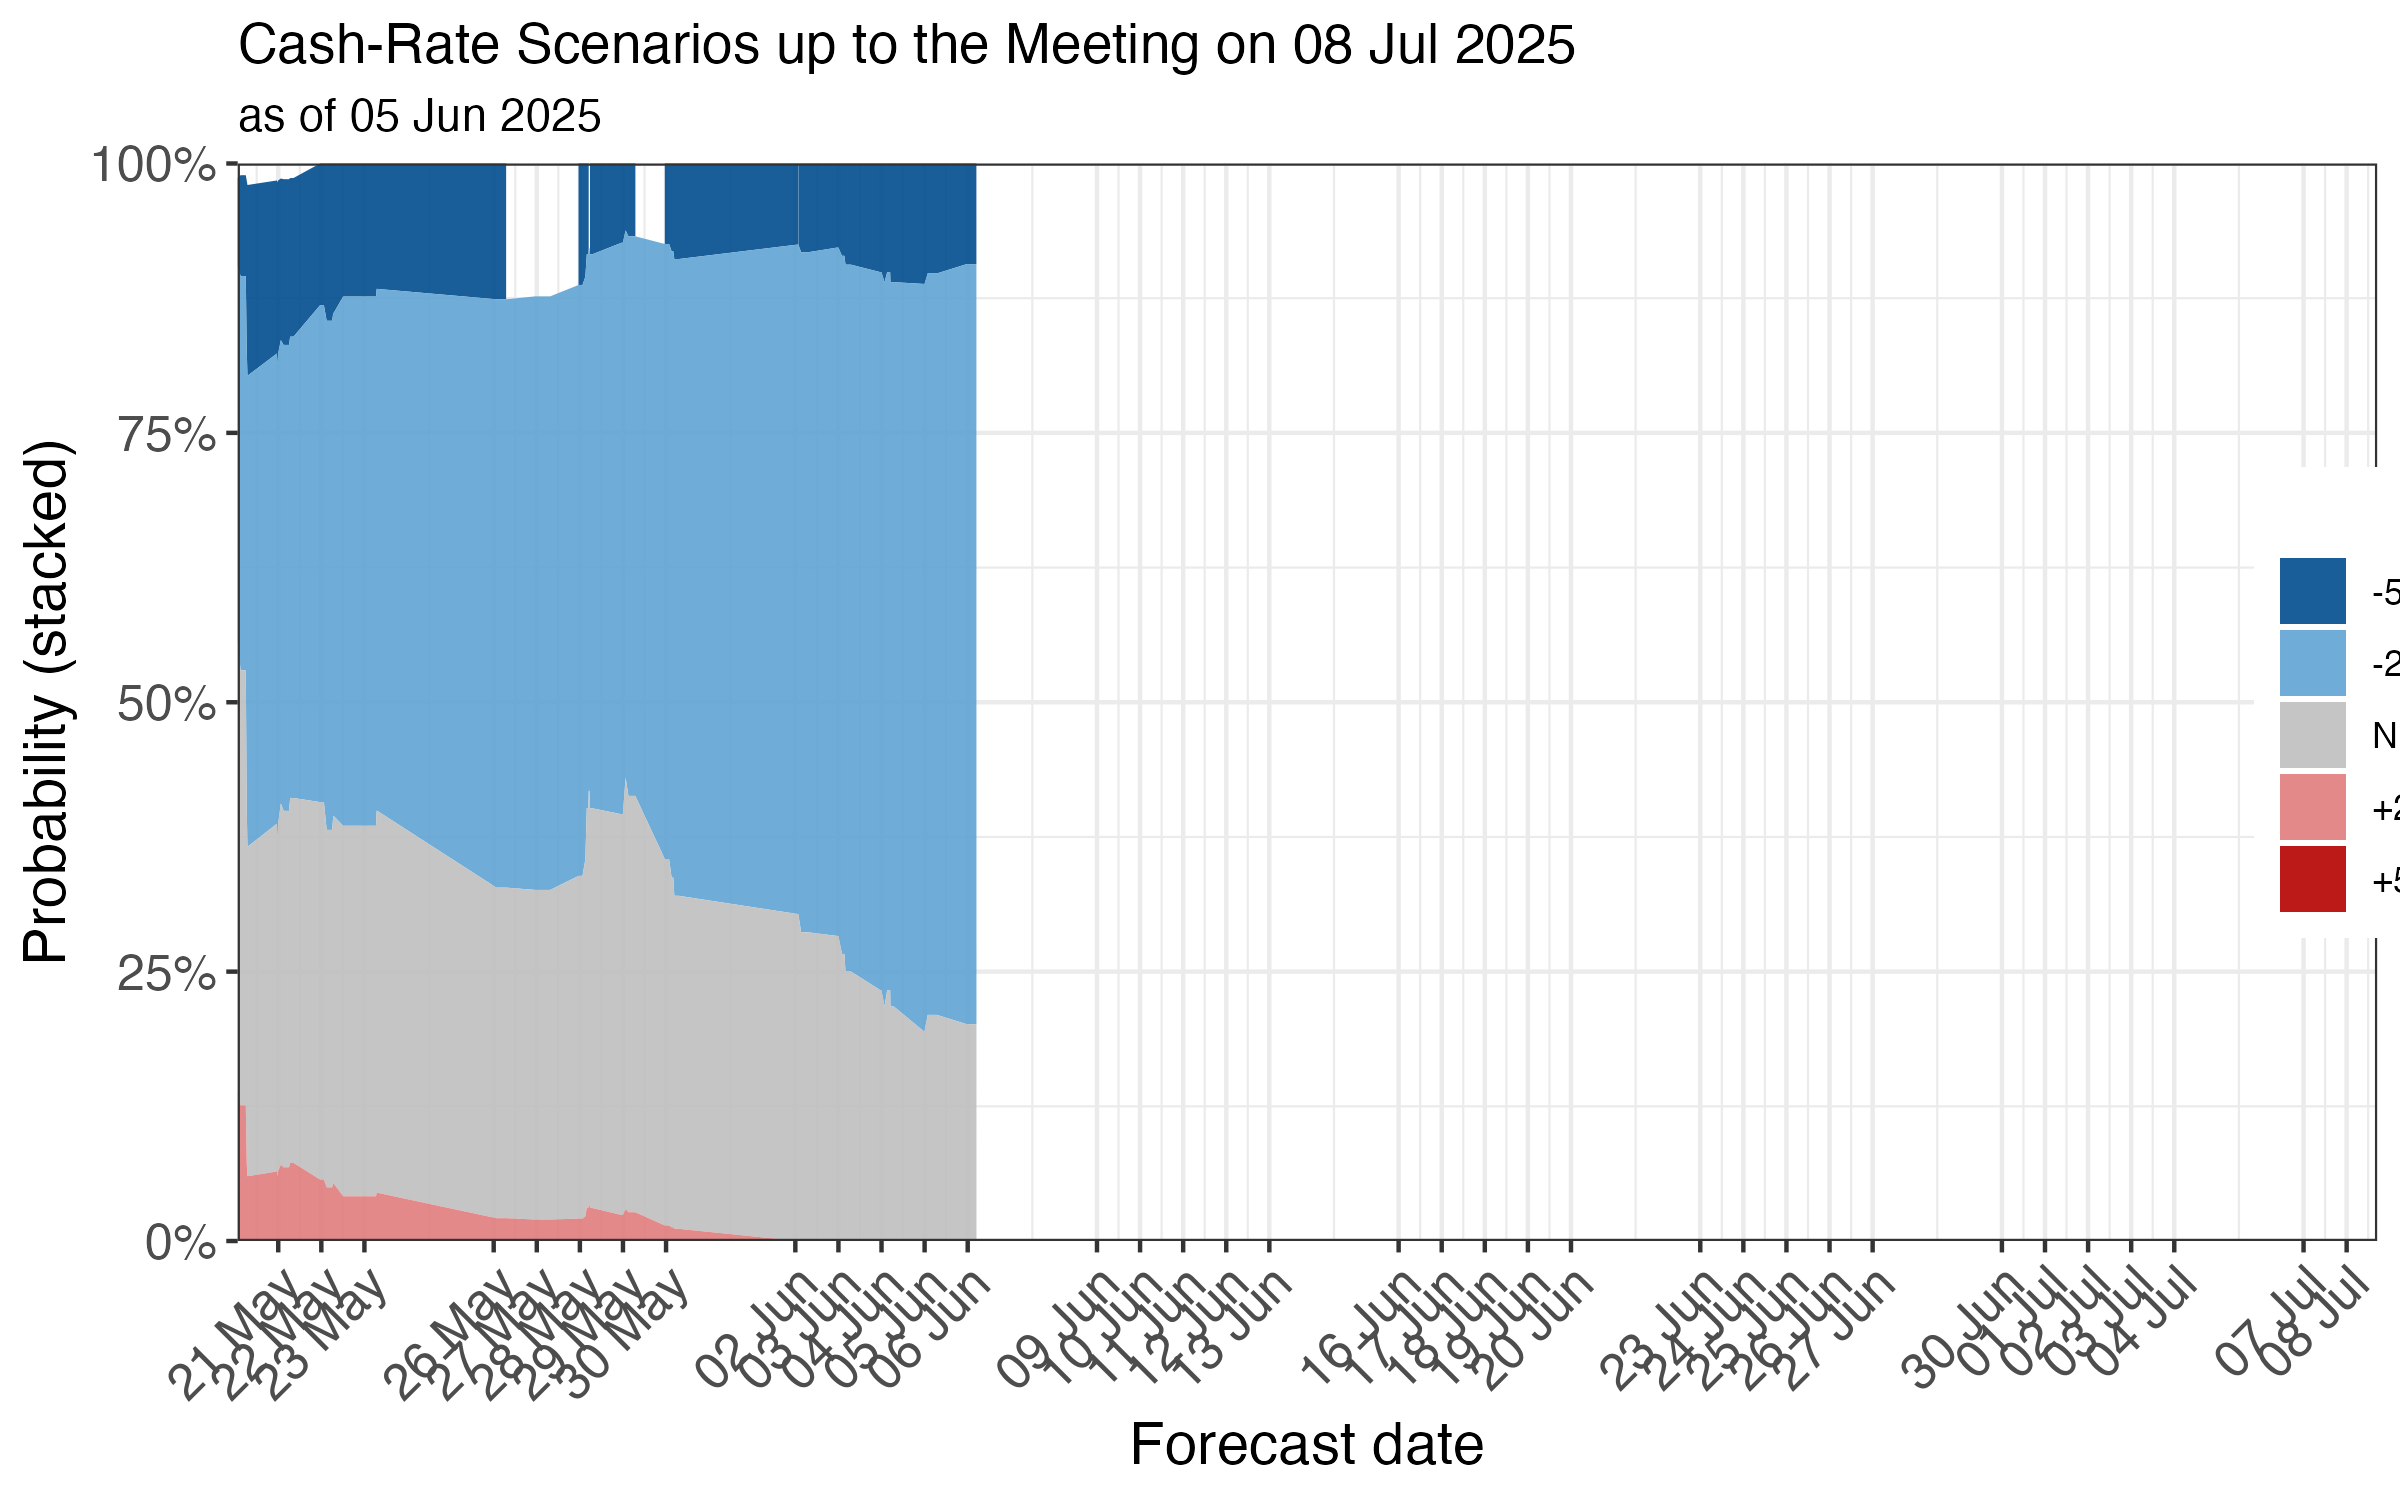 Cash-Rate Scenarios up to the Meeting on 08 Jul 2025
as of 05 Jun 2025
Probability (stacked)
100%
75%
50%
25%
0%
-5
-2
N
+2
+5
21 May
22 May
23 May
26 May
27 May
28 May
29 May
30 May
02 Jun
03 Jun
04 Jun
05 Jun
06 Jun
09 Jun
10 Jun
11 Jun
12 Jun
13 Jun
16 Jun
17 Jun
18 Jun
19 Jun
20 Jun
23 Jun
24 Jun
25 Jun
26 Jun
27 Jun
30 Jun
01 Jul
02 Jul
03 Jul
04 Jul
07 Jul
08 Jul
Forecast date